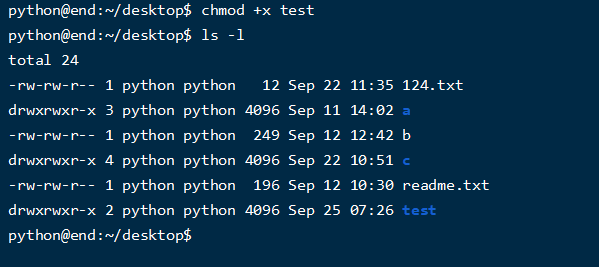 python@end:~/desktop$ chmod +x test
python@end:~/desktop$ ls -l
total 24
-rw-rw-r-- 1 python python   12 Sep 22 11:35 124.txt
drwxrwxr-x 3 python python 4096 Sep 11 14:02 a
-rw-rw-r-- 1 python python  249 Sep 12 12:42 b
drwxrwxr-x 4 python python 4096 Sep 22 10:51 c
-rw-rw-r-- 1 python python  196 Sep 12 10:30 readme.txt
drwxrwxr-x 2 python python 4096 Sep 25 07:26 test
python@end:~/desktop$